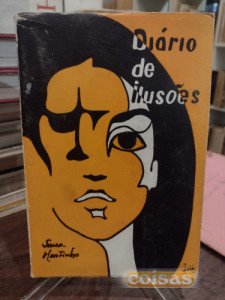 Diário
de
ilusões
Sousa
Martinho
coisas